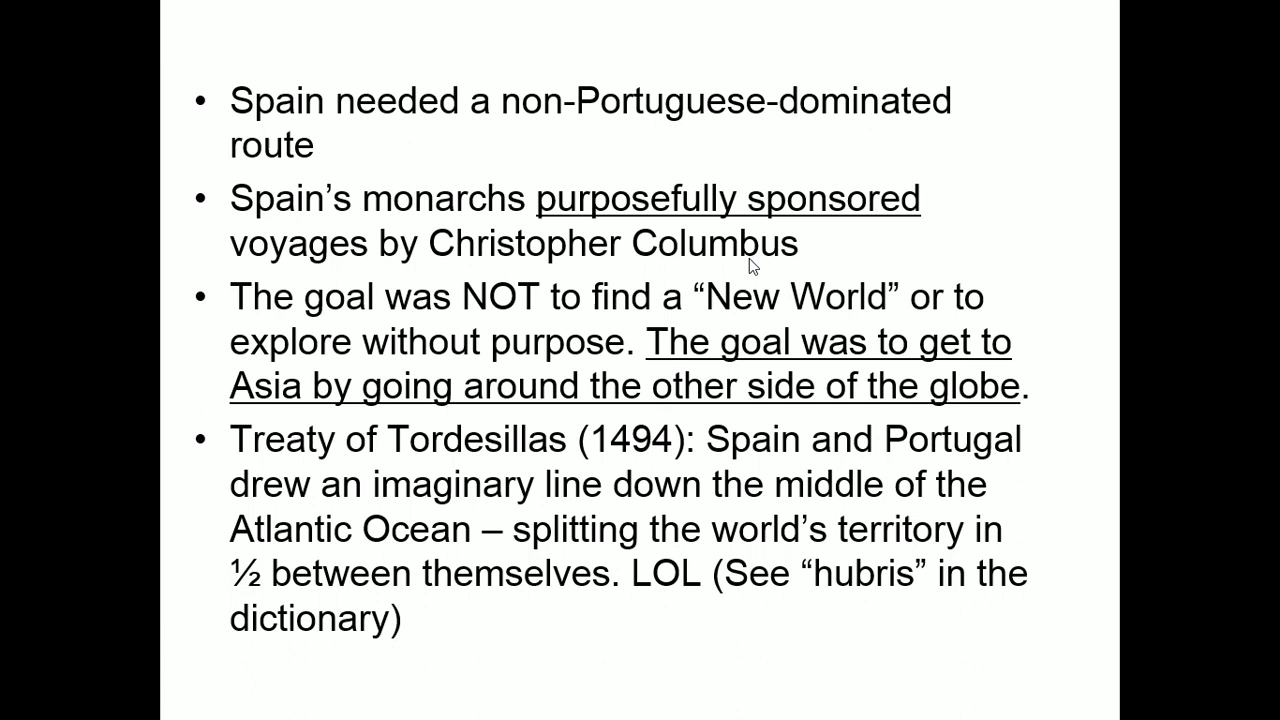 • Spain needed a non-Portuguese-dominated
route
• Spain’s monarchs purposefully sponsored
voyages by Christopher Columbus
• The goal was NOT to find a “New World” or to
explore without purpose. The goal was to get to
Asia by going around the other side of the globe.
• Treaty of Tordesillas (1494): Spain and Portugal
drew an imaginary line down the middle of the
Atlantic Ocean – splitting the world’s territory in
½ between themselves. LOL (See “hubris” in the
dictionary)